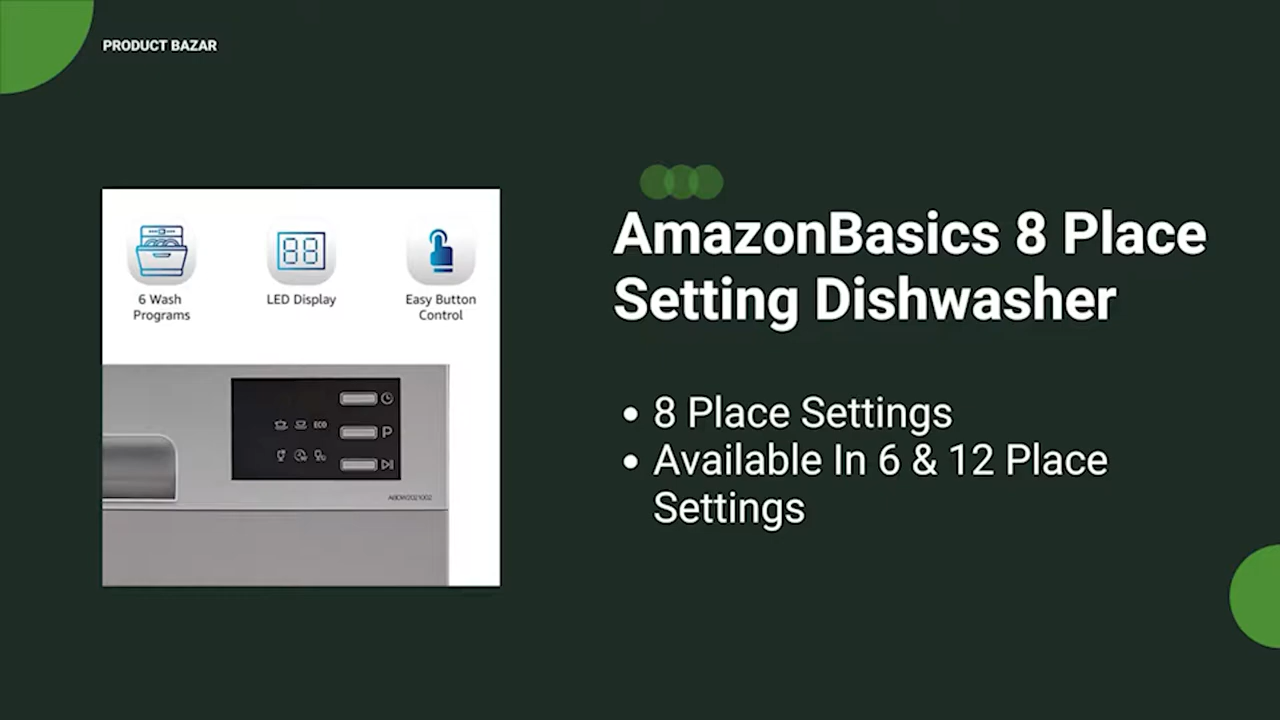 PRODUCT BAZAR
6 Wash
Programs
LED Display
Easy Button
Control
ECO
P
AmazonBasics 8 Place
Setting Dishwasher
• 8 Place Settings
• Available In 6 & 12 Place
Settings